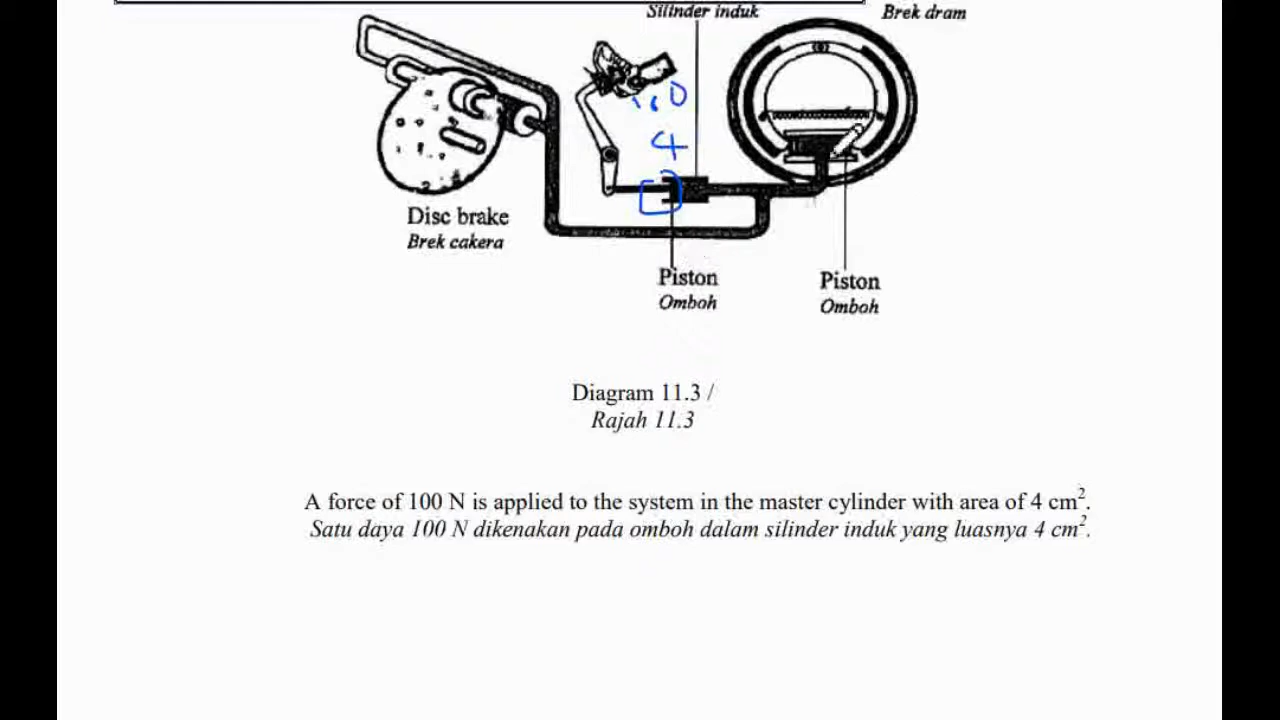 Silinder induk
Brek dram
100
4
Disc brake
Brek cakera
Piston
Omboh
Piston
Omboh
Diagram 11.3 /
Rajah 11.3
A force of 100 N is applied to the system in the master cylinder with area of 4 cm².
Satu daya 100 N dikenakan pada omboh dalam silinder induk yang luasnya 4 cm².